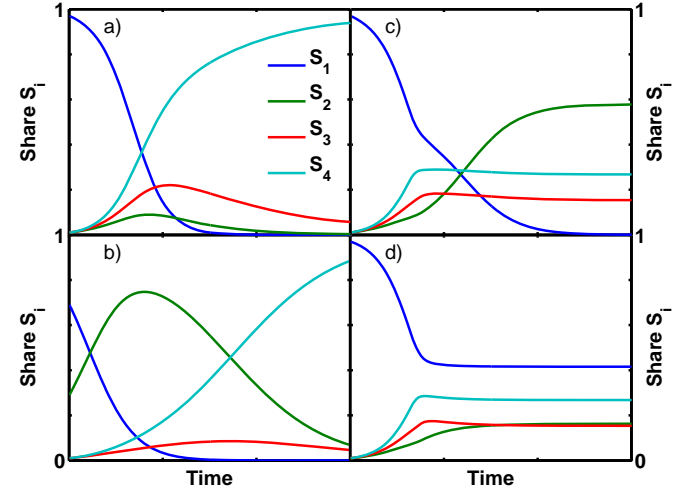 1
a)
c)
1
S1
S2
S3
S4
Share Si
Share Si
1
b)
d)
1
Share Si
Share Si
0
Time
Time
0